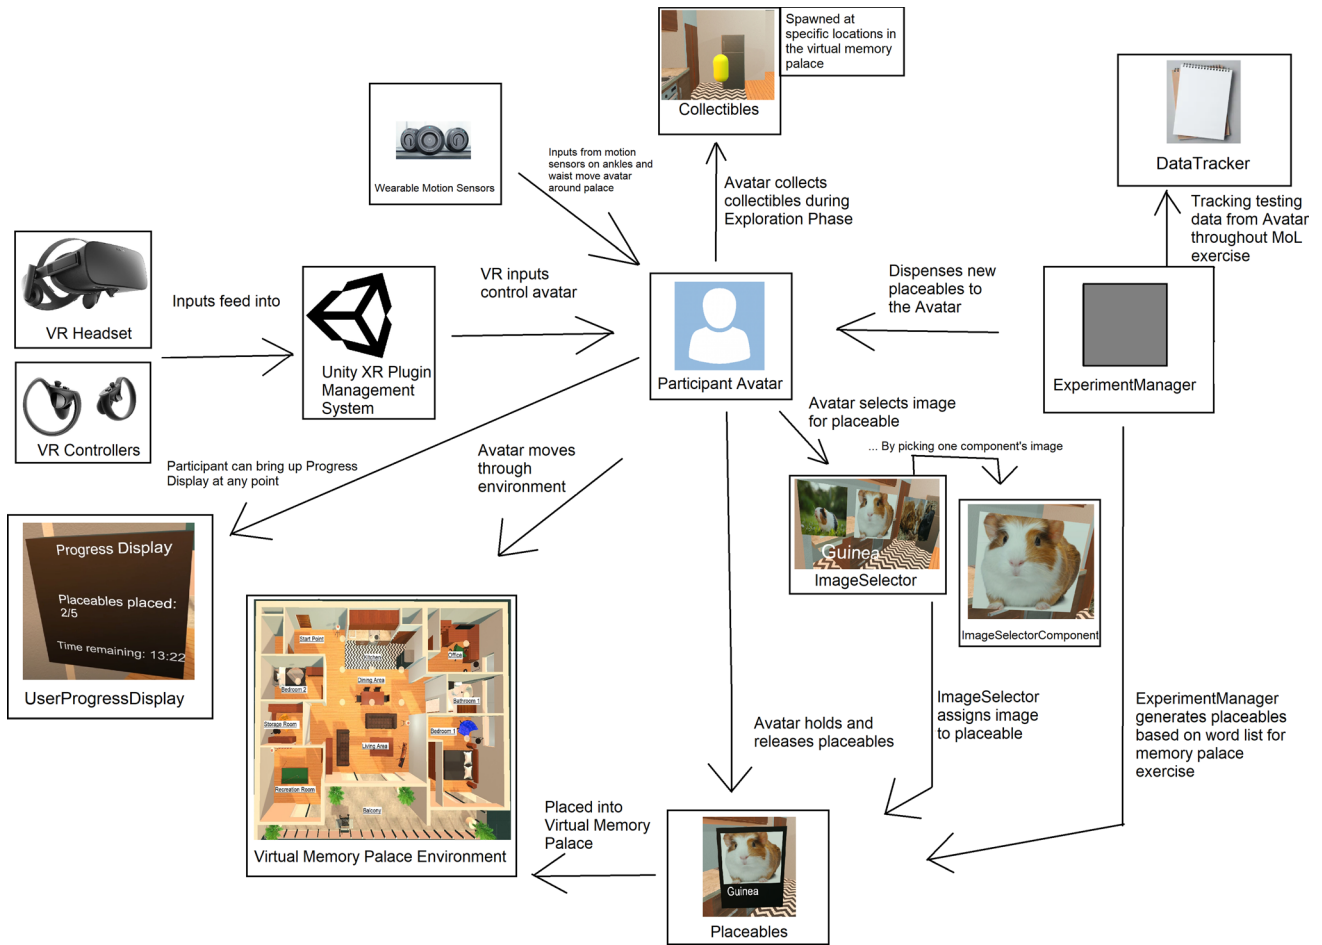 Spawned at
specific locations in
the virtual memory
palace
Collectibles
DataTracker
Wearable Motion Sensors
Inputs from motion
sensors on ankles and
waist move avatar
around palace
Avatar collects
collectibles during
Exploration Phase
Tracking testing
data from Avatar
throughout MoL
exercise
VR Headset
Inputs feed into
VR Controllers
Unity XR Plugin
Management
System
VR inputs
control avatar
Participant Avatar
Dispenses new
placeables to
the Avatar
ExperimentManager
Avatar selects image
for placeable
... By picking one component's image
Participant can bring up Progress
Display at any point
Avatar moves
through
environment
Guinea
ImageSelector
ImageSelectorComponent
Progress Display
Placeables placed:
2/5
Time remaining: 13:22
UserProgressDisplay
Start Point
Kitchen
Office
Bedroom 2
Dining Area
Bathroom 1
Storage Room
Bedroom 1
Living Area
Recreation Room
Balcony
Virtual Memory Palace Environment
Avatar holds and
releases placeables
ImageSelector
assigns image
to placeable
ExperimentManager
generates placeables
based on word list for
memory palace
exercise
Placed into
Virtual Memory
Palace
Guinea
Placeables